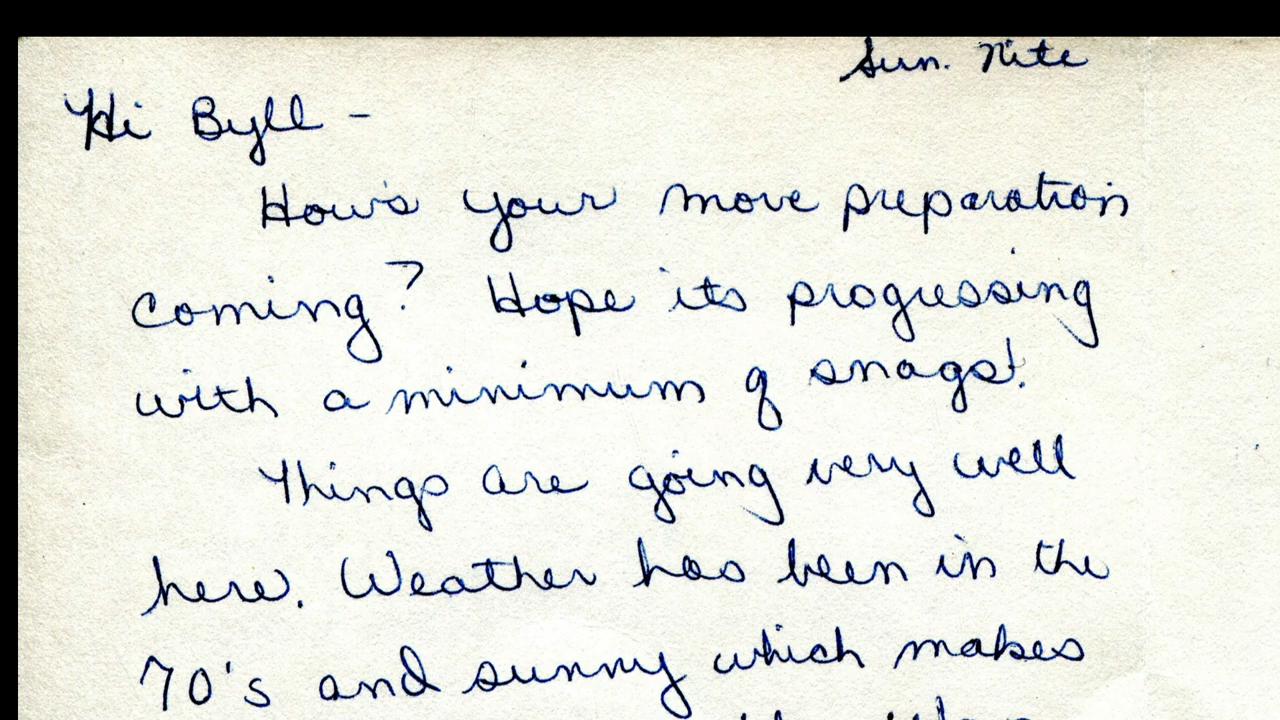 Sun. Nite
Hi Byll -
How's your move preparation
coming? Hope its progressing
with a minimum of snags!
Things are going very well
here. Weather has been in the
70's and sunny which makes